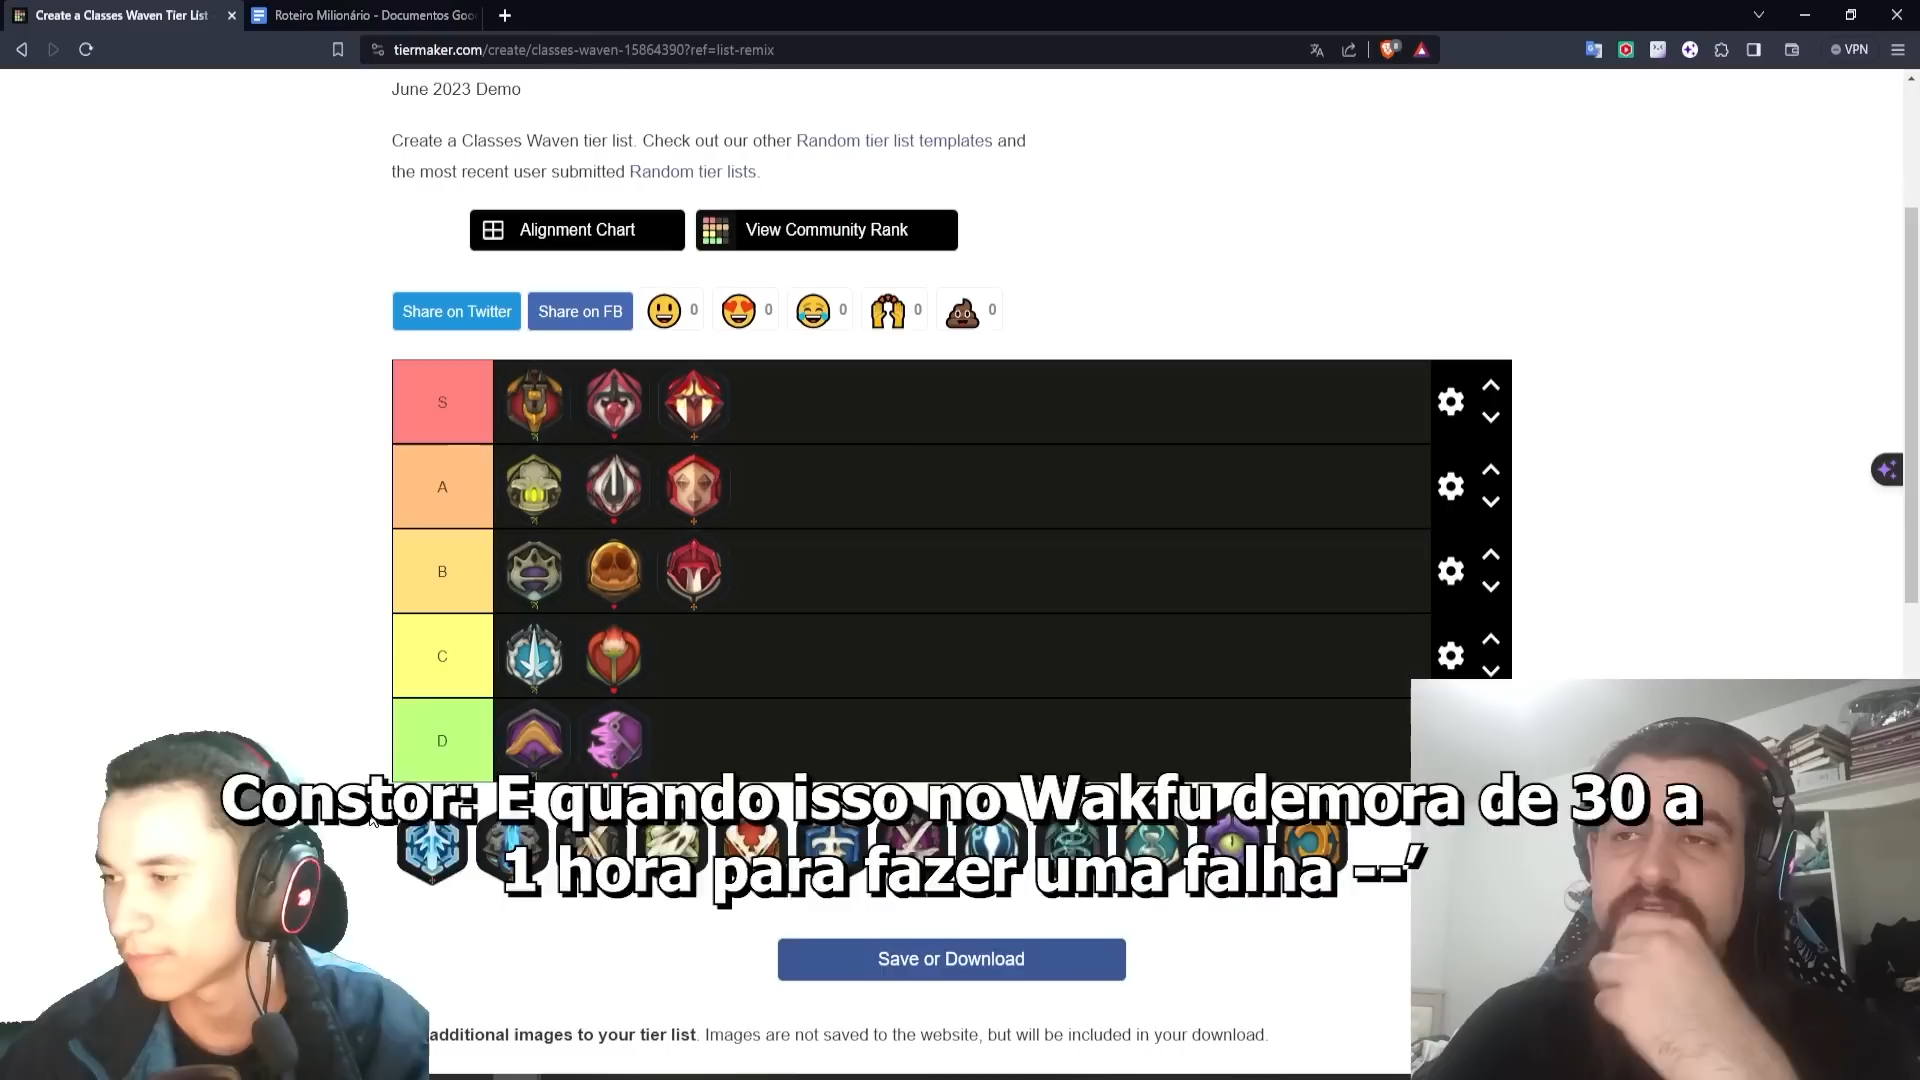 Create a Classes Waven Tier List
Roteiro Milionário - Documentos Goo
tiermaker.com/create/classes-waven-15864390?ref=list-remix
VPN
June 2023 Demo
Create a Classes Waven tier list. Check out our other Random tier list templates and
the most recent user submitted Random tier lists.
Alignment Chart
View Community Rank
Share on Twitter
Share on FB
0
0
0
0
0
S
A
B
C
D
Constor: E quando isso no Wakfu demora de 30 a
1 hora para fazer uma falha --'
Save or Download
additional images to your tier list. Images are not saved to the website, but will be included in your download.